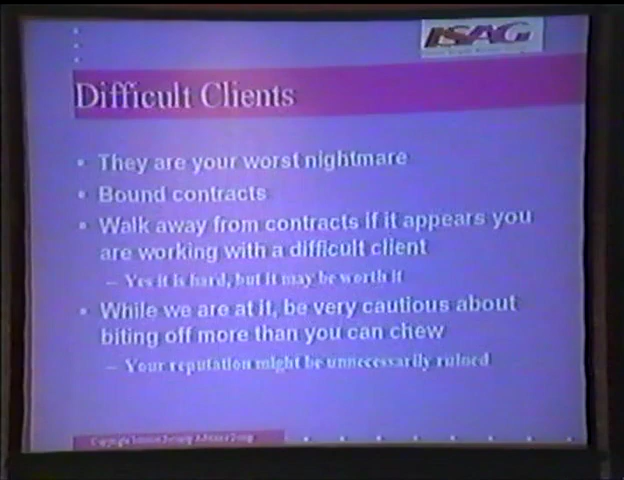 ISAG
Difficult Clients
• They are your worst nightmare
• Bound contracts
• Walk away from contracts if it appears you
are working with a difficult client
– Yes it is hard, but it may be worth it
• While we are at it, be very cautious about
biting off more than you can chew
– Your reputation might be unnecessarily ruined
Copyright